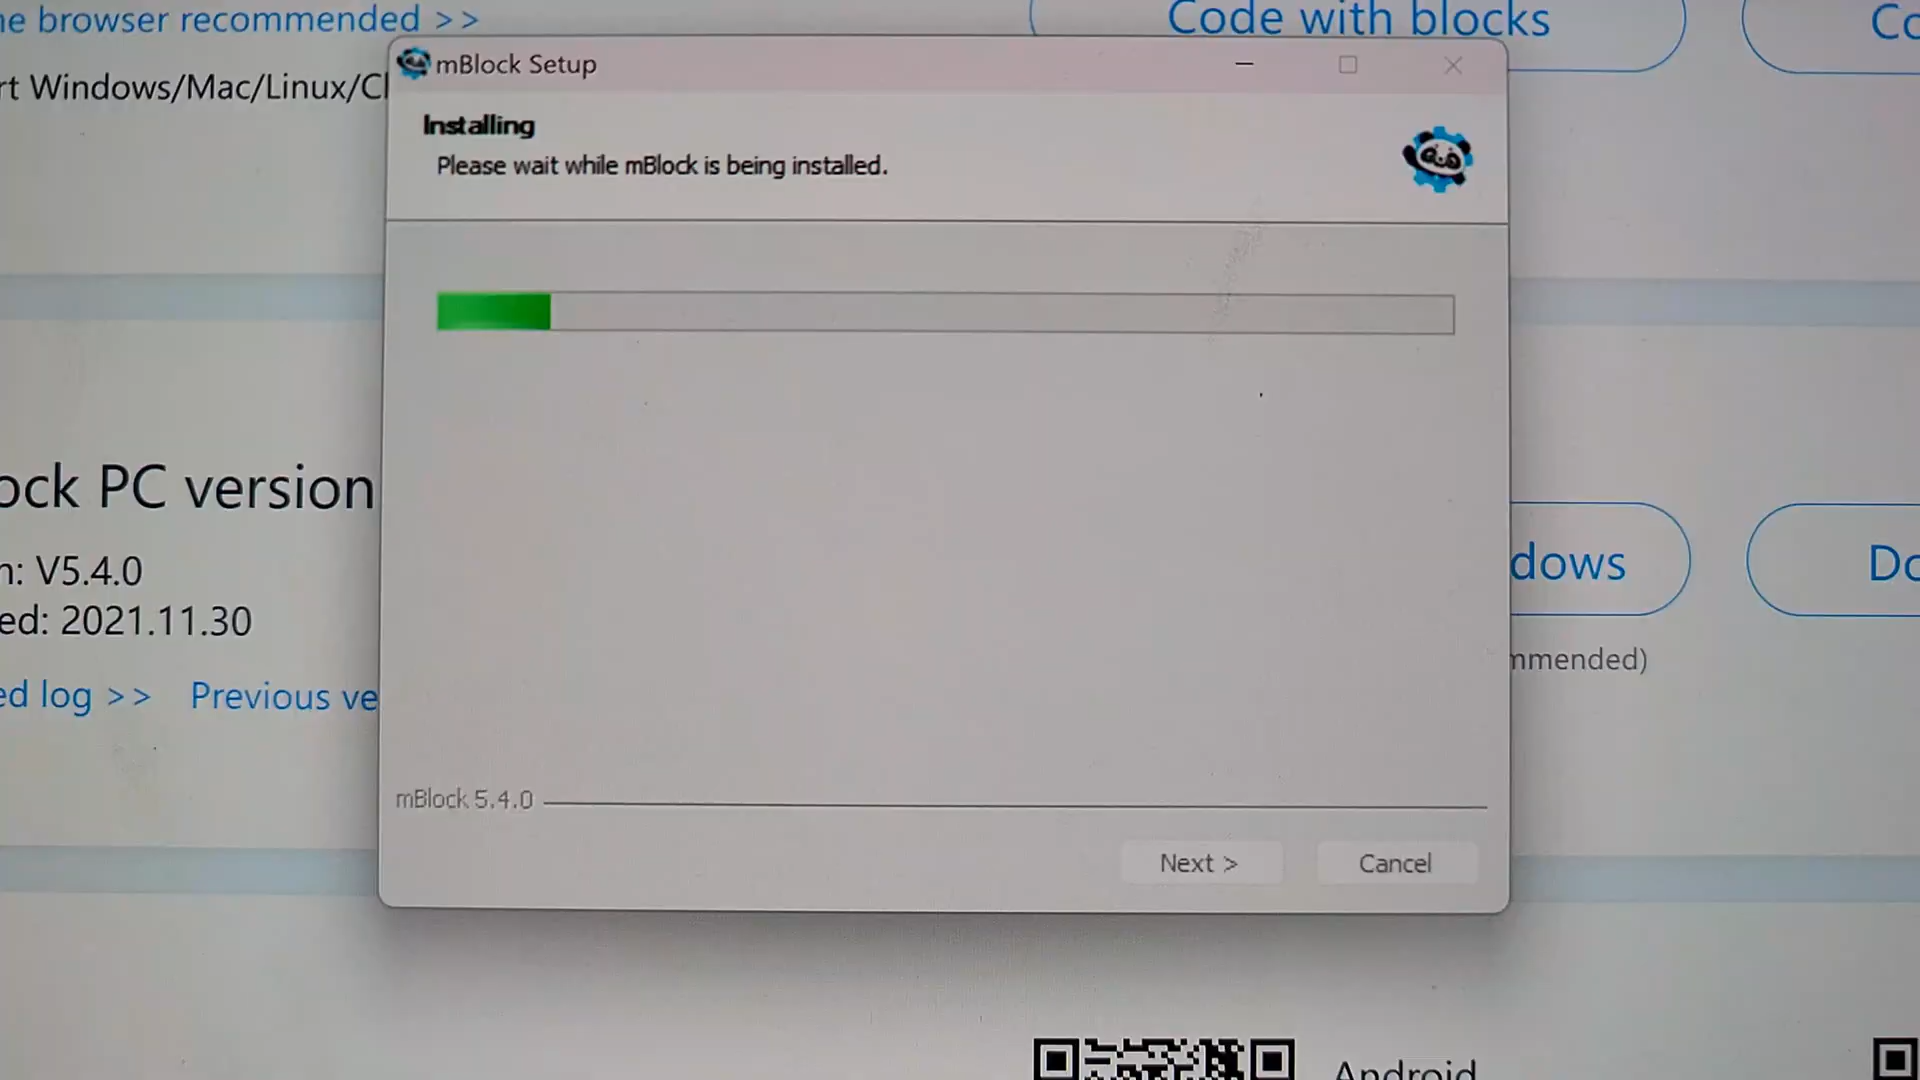 he browser recommended >>
Code with blocks
Co
rt Windows/Mac/Linux/Cl
mBlock Setup
Installing
Please wait while mBlock is being installed.
ock PC version
n: V5.4.0
ed: 2021.11.30
ed log >> Previous ve
dows
Do
mmended)
mBlock 5.4.0
Next >
Cancel
Android